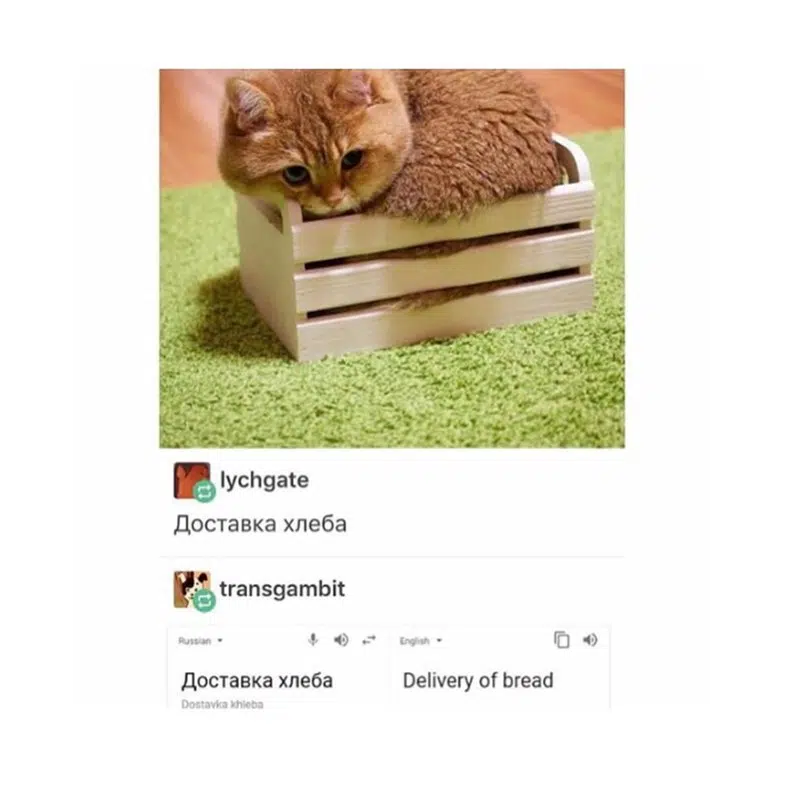 lychgate
Доставка хлеба
transgambit
Russian
English
Доставка хлеба
Delivery of bread
Dostavka khleba